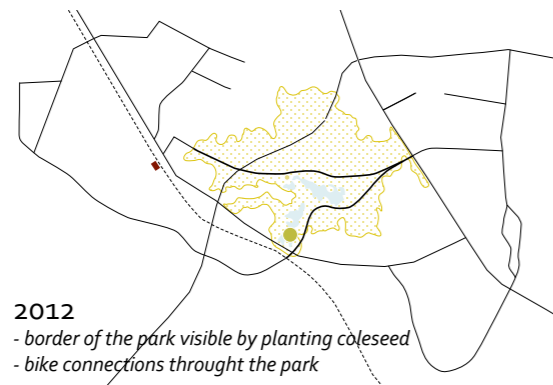 2012
- border of the park visible by planting coleseed
- bike connections throught the park